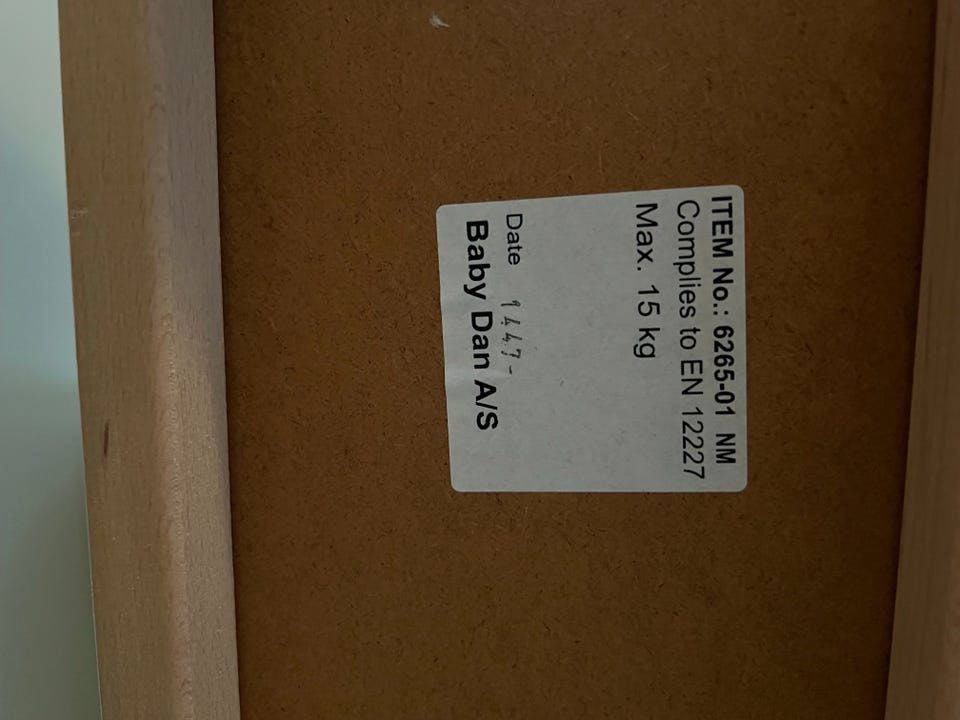 ITEM No.: 6265-01 NM
Complies to EN 12227
Max. 15 kg
Date 1447-
Baby Dan A/S